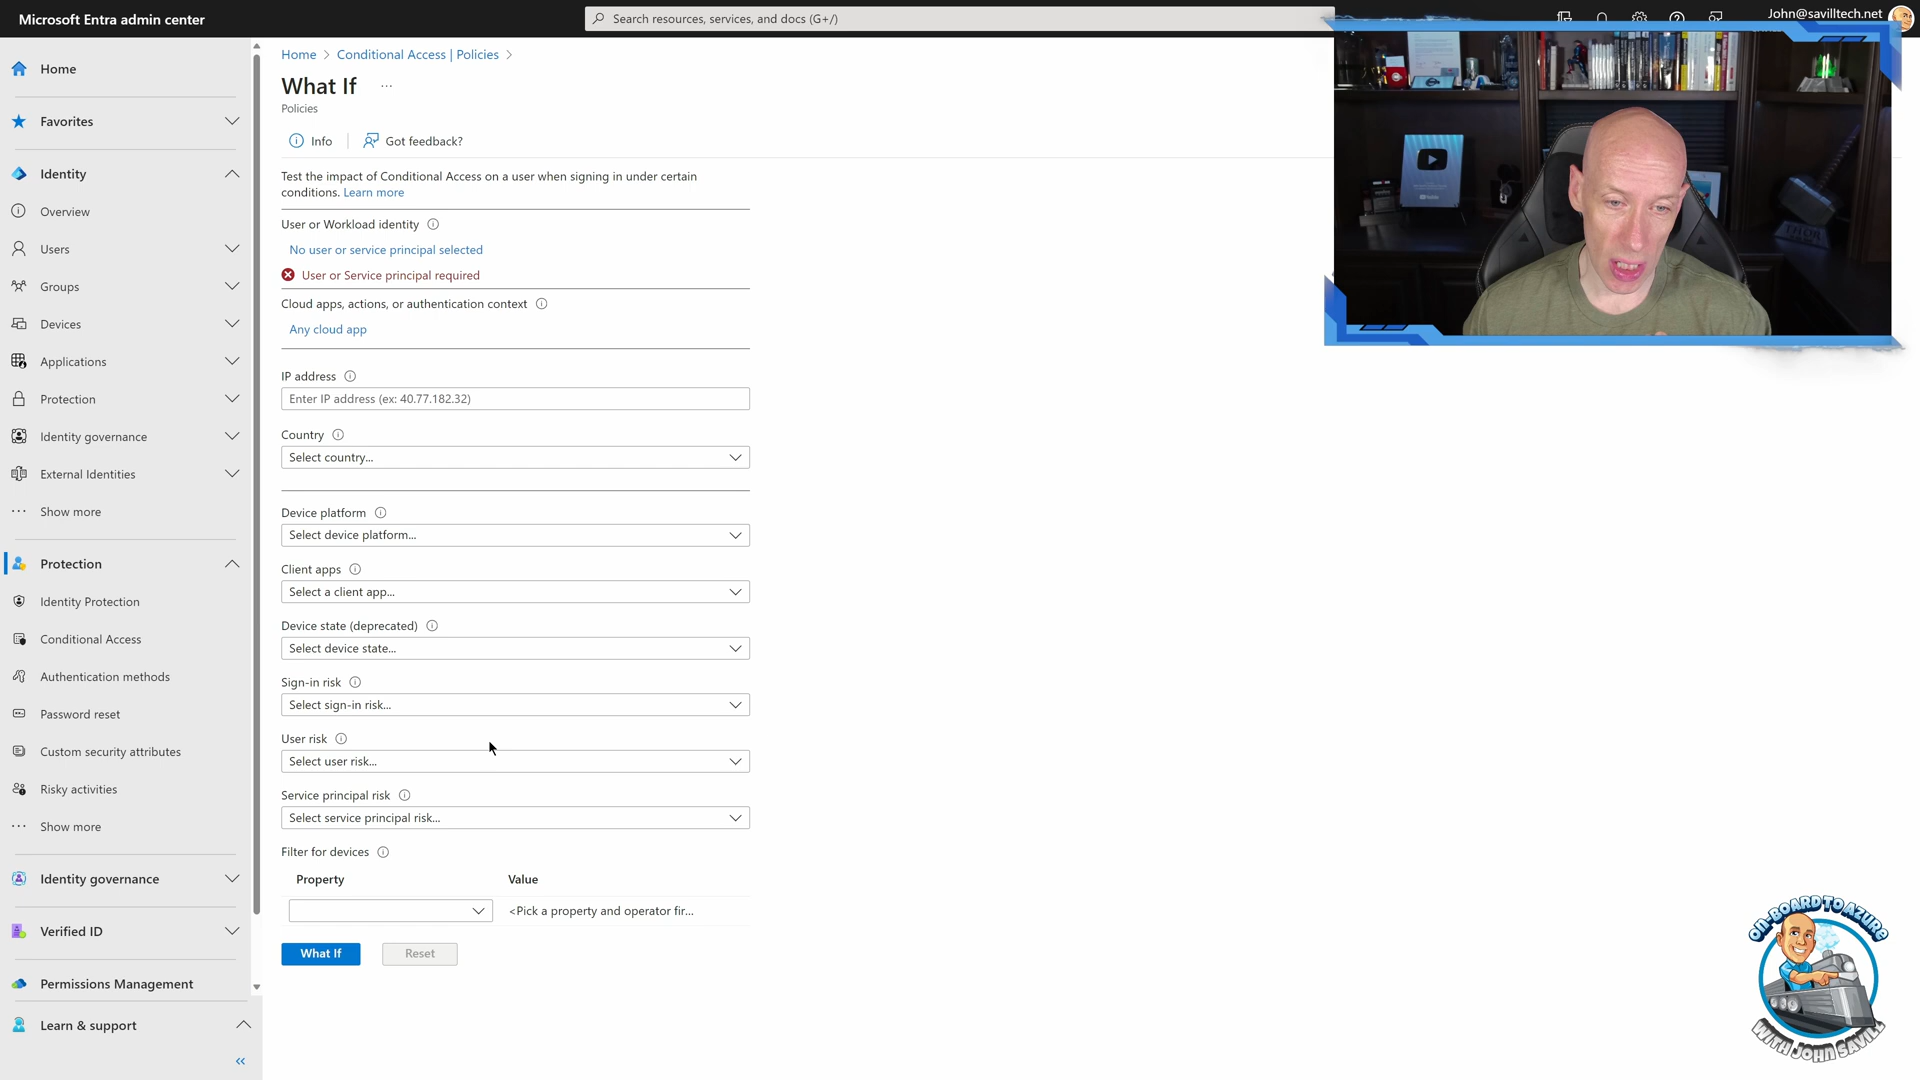 Microsoft Entra admin center
Search resources, services, and docs (G+/)
John@savilltech.net
Home
Favorites
Identity
Overview
Users
Groups
Devices
Applications
Protection
Identity governance
External Identities
Show more
Protection
Identity Protection
Conditional Access
Authentication methods
Password reset
Custom security attributes
Risky activities
Show more
Identity governance
Verified ID
Permissions Management
Learn & support
Home > Conditional Access | Policies >
What If ...
Policies
Info
Got feedback?
Test the impact of Conditional Access on a user when signing in under certain
conditions. Learn more
User or Workload identity
No user or service principal selected
User or Service principal required
Cloud apps, actions, or authentication context
Any cloud app
IP address
Enter IP address (ex: 40.77.182.32)
Country
Select country...
Device platform
Select device platform...
Client apps
Select a client app...
Device state (deprecated)
Select device state...
Sign-in risk
Select sign-in risk...
User risk
Select user risk...
Service principal risk
Select service principal risk...
Filter for devices
Property Value
<Pick a property and operator fir...
What If
Reset
ON-BOARD TO AZURE
WITH JOHN SAVILL